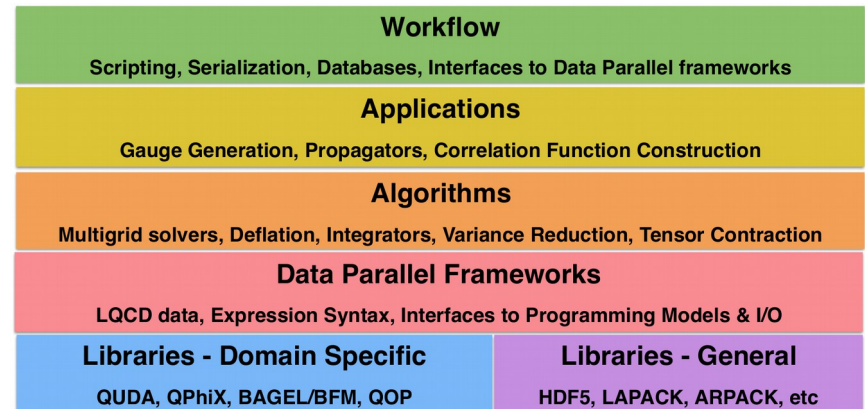 Workflow
Scripting, Serialization, Databases, Interfaces to Data Parallel frameworks
Applications
Gauge Generation, Propagators, Correlation Function Construction
Algorithms
Multigrid solvers, Deflation, Integrators, Variance Reduction, Tensor Contraction
Data Parallel Frameworks
LQCD data, Expression Syntax, Interfaces to Programming Models & I/O
Libraries - Domain Specific
QUDA, QPhiX, BAGEL/BFM, QOP
Libraries - General
HDF5, LAPACK, ARPACK, etc